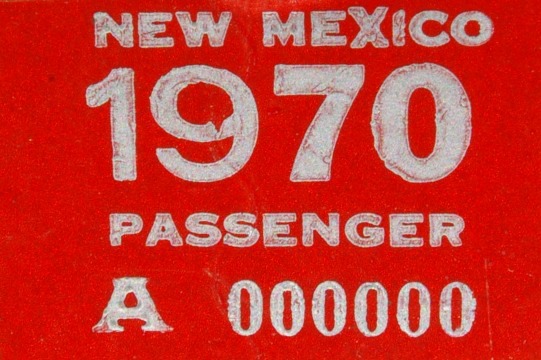 NEW MEXICO
1970
PASSENGER
A 000000